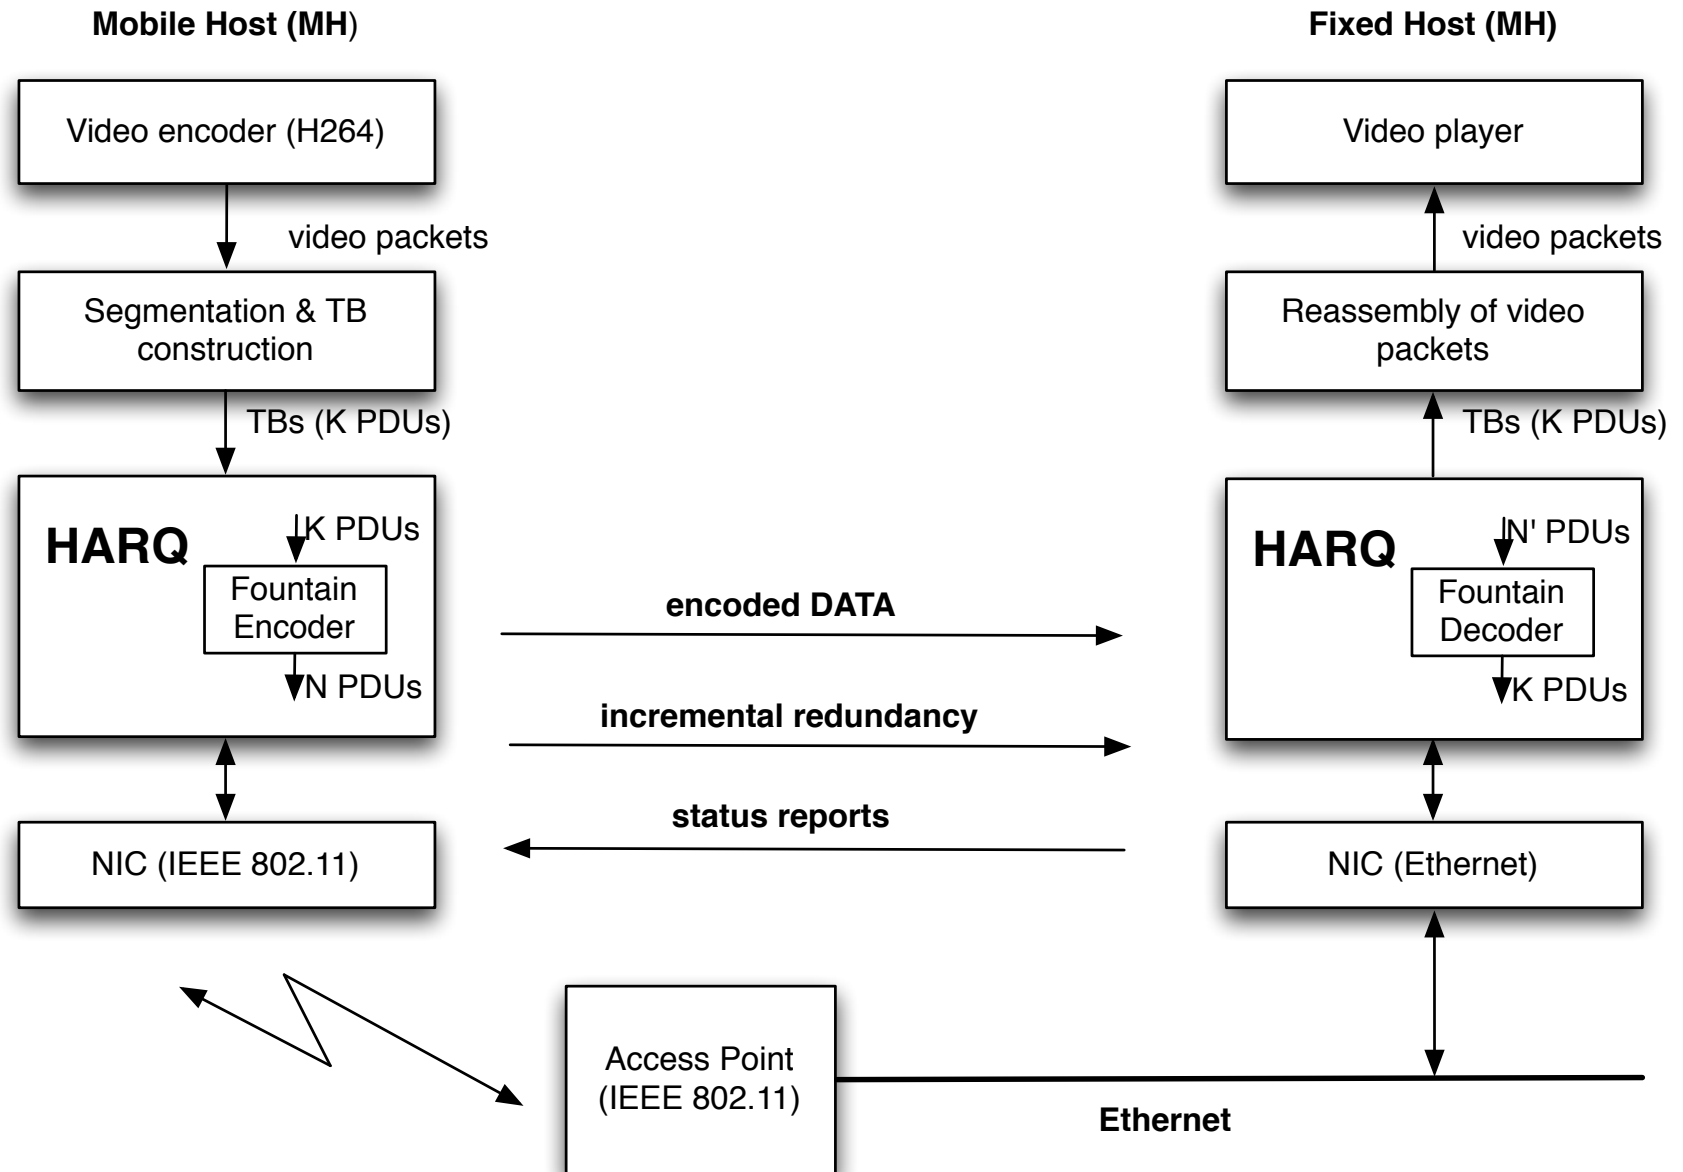 Mobile Host (MH)
Fixed Host (MH)
Video encoder (H264)
Video player
video packets
video packets
Segmentation & TB
construction
Reassembly of video
packets
TBs (K PDUs)
TBs (K PDUs)
HARQ
K PDUs
Fountain
Encoder
N PDUs
HARQ
N' PDUs
Fountain
Decoder
K PDUs
encoded DATA
incremental redundancy
status reports
NIC (IEEE 802.11)
NIC (Ethernet)
Access Point
(IEEE 802.11)
Ethernet